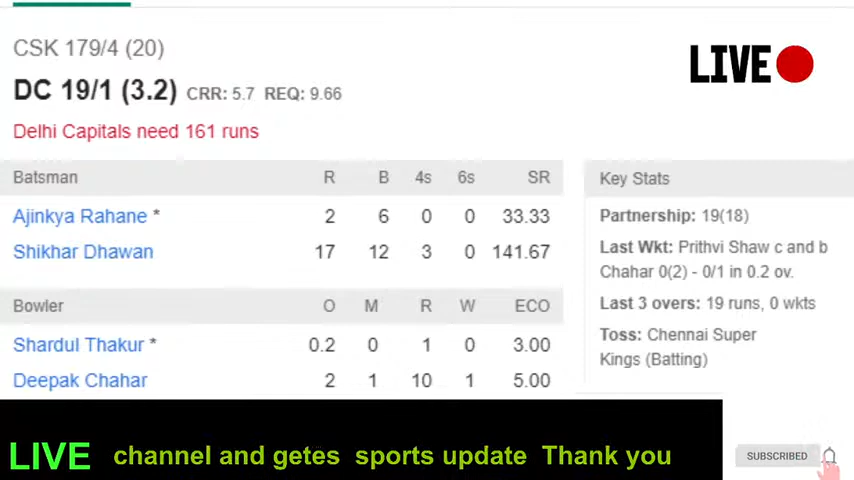 CSK 179/4 (20)
DC 19/1 (3.2) CRR: 5.7 REQ: 9.66
Delhi Capitals need 161 runs
LIVE
Batsman R B 4s 6s SR
Ajinkya Rahane * 2 6 0 0 33.33
Shikhar Dhawan 17 12 3 0 141.67
Bowler O M R W ECO
Shardul Thakur * 0.2 0 1 0 3.00
Deepak Chahar 2 1 10 1 5.00
Key Stats
Partnership: 19(18)
Last Wkt: Prithvi Shaw c and b
Chahar 0(2) - 0/1 in 0.2 ov.
Last 3 overs: 19 runs, 0 wkts
Toss: Chennai Super
Kings (Batting)
LIVE channel and getes sports update Thank you
SUBSCRIBED